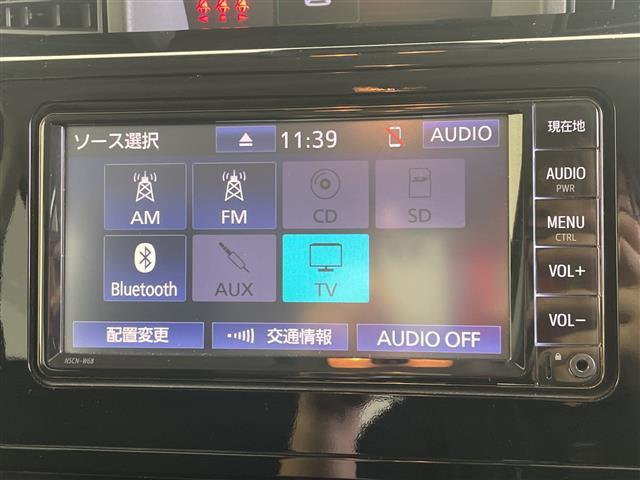 ソース選択
11:39
AUDIO
AM
FM
CD
SD
Bluetooth
AUX
TV
配置変更
交通情報
AUDIO OFF
NSCN-W68
現在地
AUDIO
PWR
MENU
CTRL
VOL+
VOL−